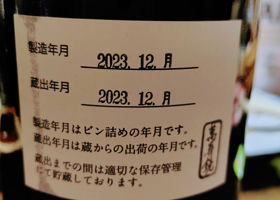 製造年月 2023.12.月
蔵出年月 2023.12.月
製造年月はビン詰めの年月です。
蔵出年月は蔵からの出荷の年月です。
蔵出までの間は適切な保存管理
にて貯蔵しております。